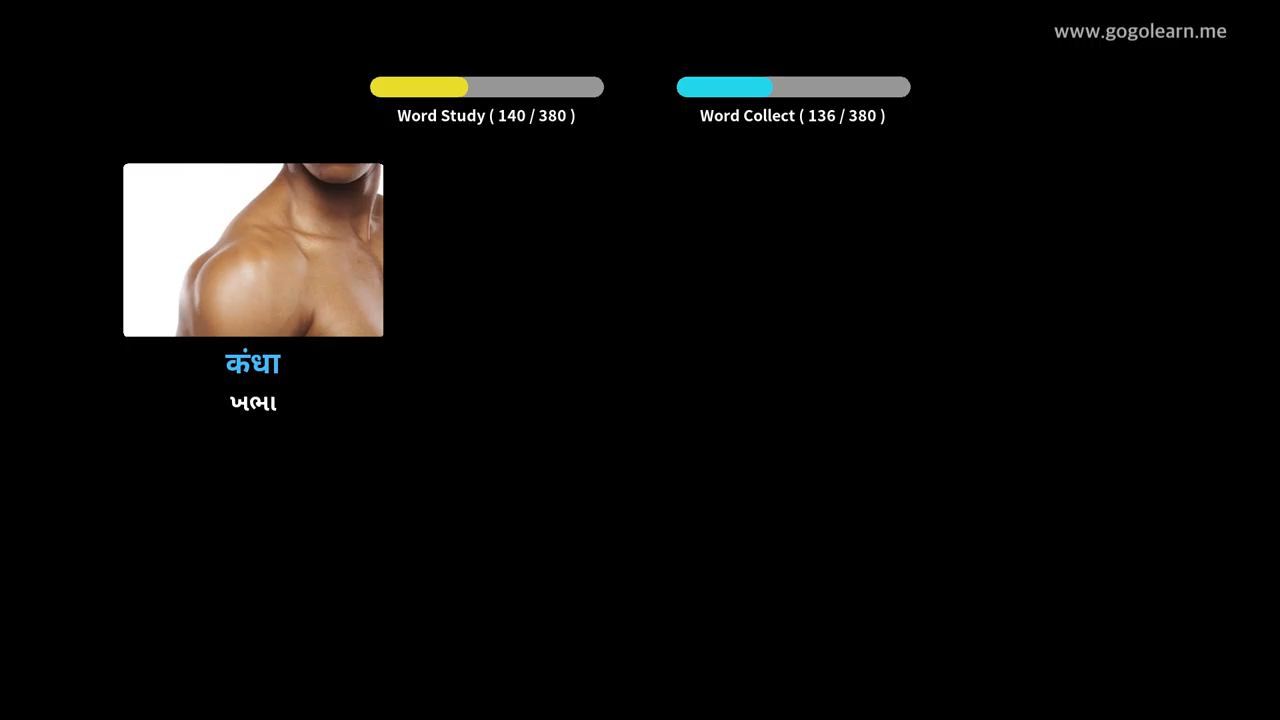 www.gogolearn.me
Word Study ( 140 / 380 )
Word Collect ( 136 / 380 )
कंधा
ખભા